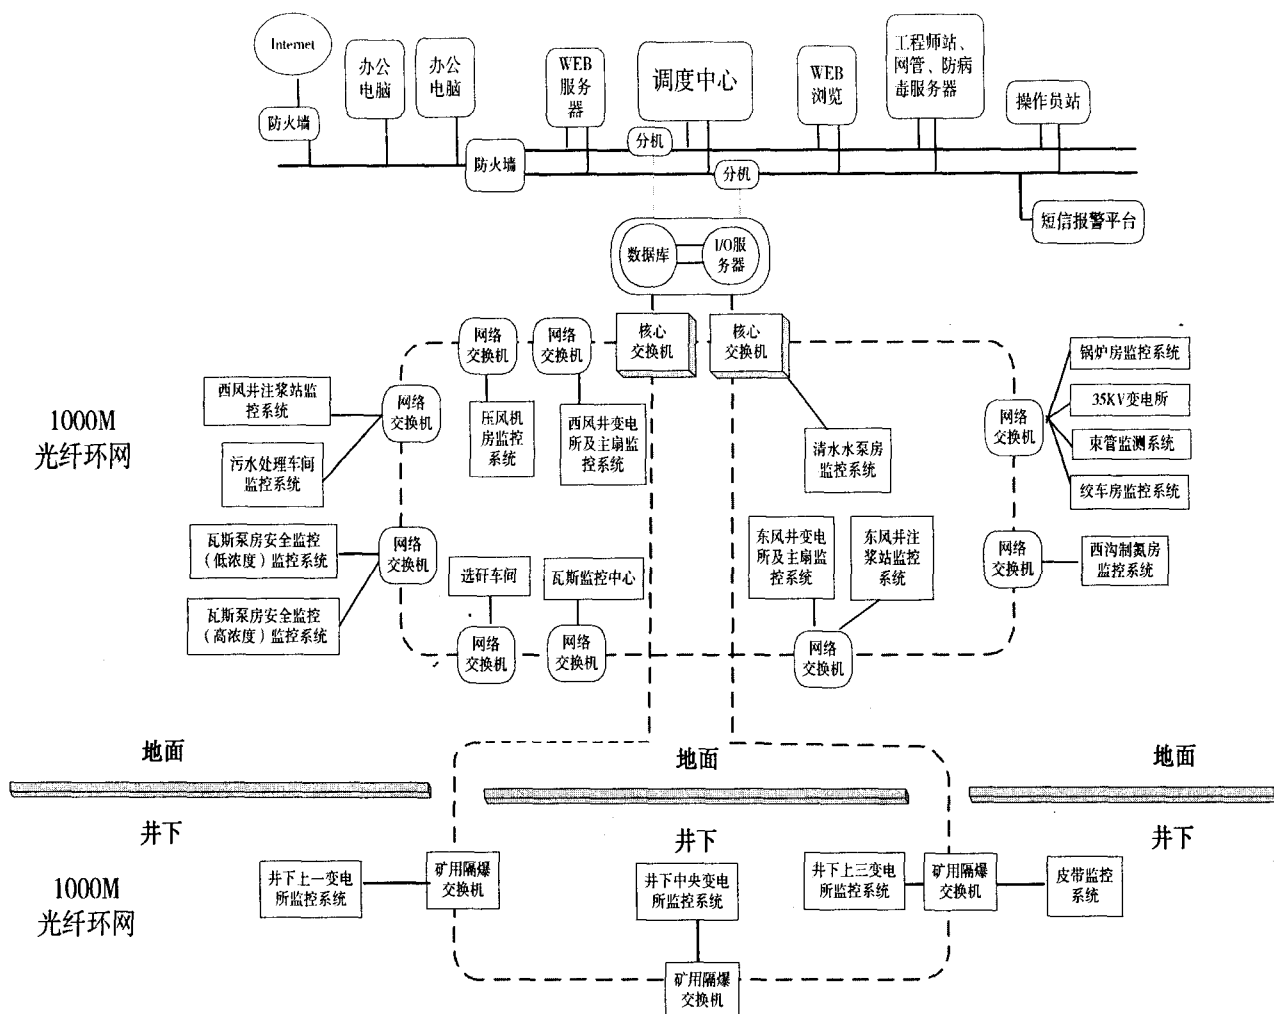 Internet
办公
电脑
办公
电脑
WEB
服务
器
调度中心
WEB
浏览
工程师站、
网管、防病
毒服务器
操作员站
防火墙
防火墙
分机
分机
短信报警平台
数据库
I/O服
务器
1000M
光纤环网
网络
交换机
网络
交换机
核心
交换机
核心
交换机
西风井注浆站监
控系统
网络
交换机
污水处理车间
监控系统
压风机
房监控
系统
西风井变电
所及主扇监
控系统
清水水泵房
监控系统
网络
交换机
锅炉房监控系统
35KV变电所
束管监测系统
绞车房监控系统
瓦斯泵房安全监控
（低浓度）监控系统
网络
交换机
瓦斯泵房安全监控
（高浓度）监控系统
选矸车间
瓦斯监控中心
东风井变电
所及主扇监
控系统
东风井注
浆站监控
系统
网络
交换机
西沟制氮房
监控系统
网络
交换机
网络
交换机
网络
交换机
地面
地面
地面
井下
井下
井下
1000M
光纤环网
井下上一变电
所监控系统
矿用隔爆
交换机
井下中央变电
所监控系统
井下上三变电
所监控系统
矿用隔爆
交换机
皮带监控
系统
矿用隔爆
交换机